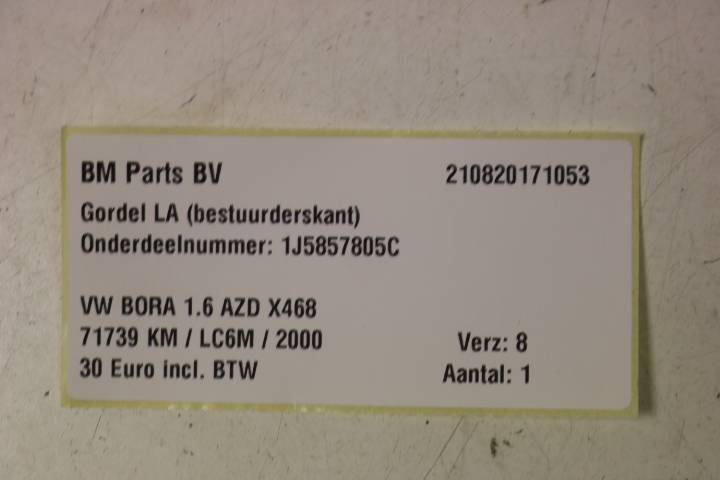 BM Parts BV 210820171053
Gordel LA (bestuurderskant)
Onderdeelnummer: 1J5857805C
VW BORA 1.6 AZD X468
71739 KM / LC6M / 2000 Verz: 8
30 Euro incl. BTW Aantal: 1